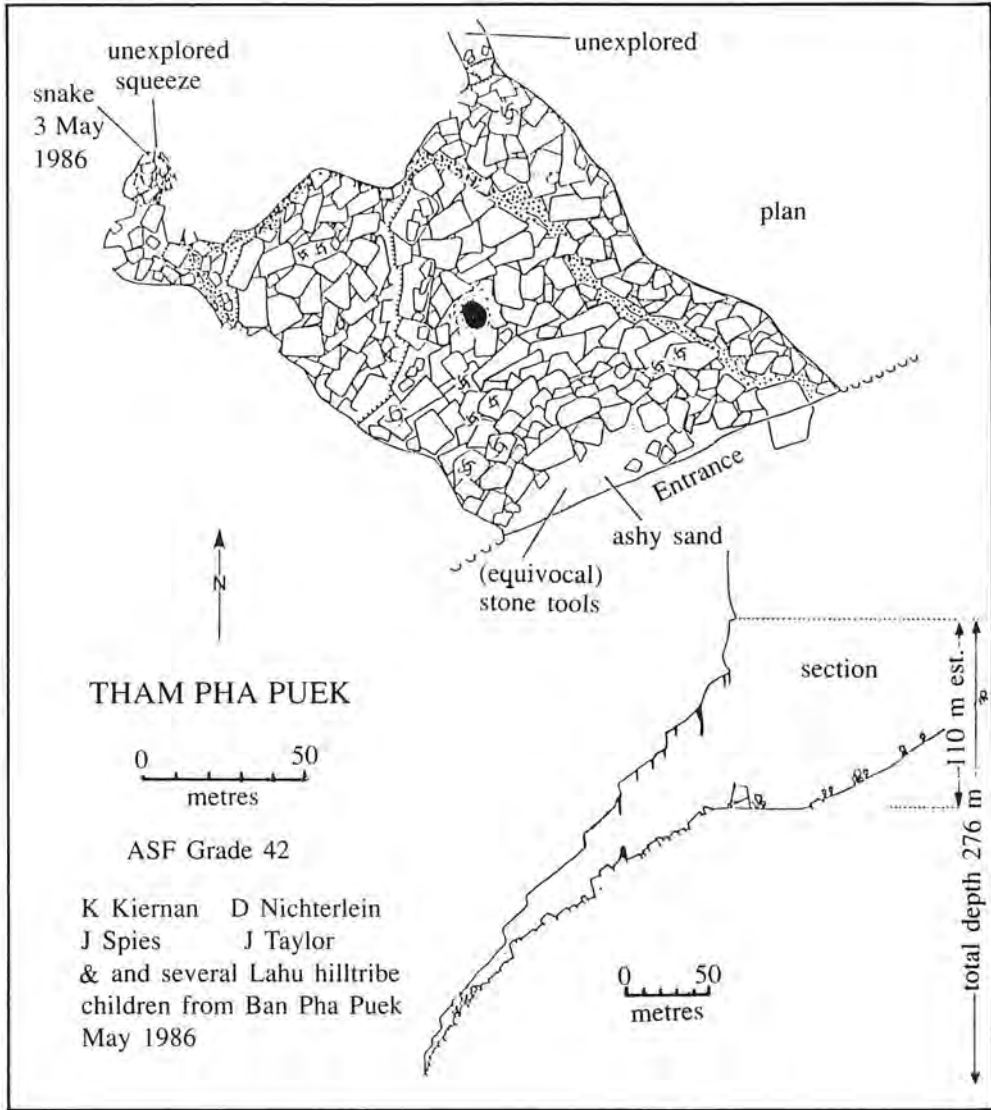 unexplored
unexplored
squeeze
snake
3 May
1986
plan
Entrance
ashy sand
(equivocal)
stone tools
N
THAM PHA PUEK
0 50
metres
ASF Grade 42
K Kiernan D Nichterlein
J Spies J Taylor
& and several Lahu hilltribe
children from Ban Pha Puek
May 1986
section
110 m est.
total depth 276 m
0 50
metres